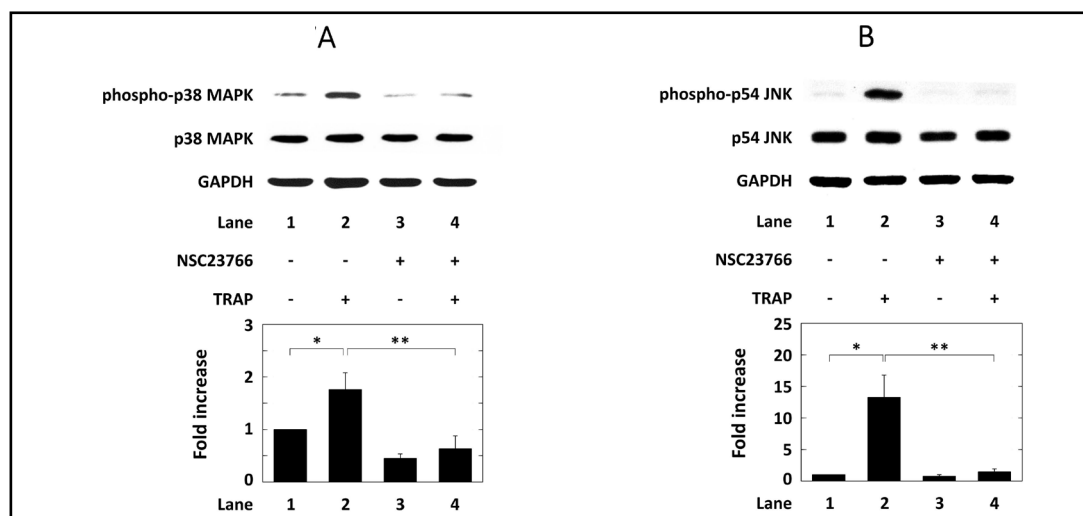 A
phospho-p38 MAPK
p38 MAPK
GAPDH
Lane 1 2 3 4
NSC23766 - - + +
TRAP - + - +
Fold increase
3
2
1
0
* **
Lane 1 2 3 4
B
phospho-p54 JNK
p54 JNK
GAPDH
Lane 1 2 3 4
NSC23766 - - + +
TRAP - + - +
Fold increase
25
20
15
10
5
0
* **
Lane 1 2 3 4